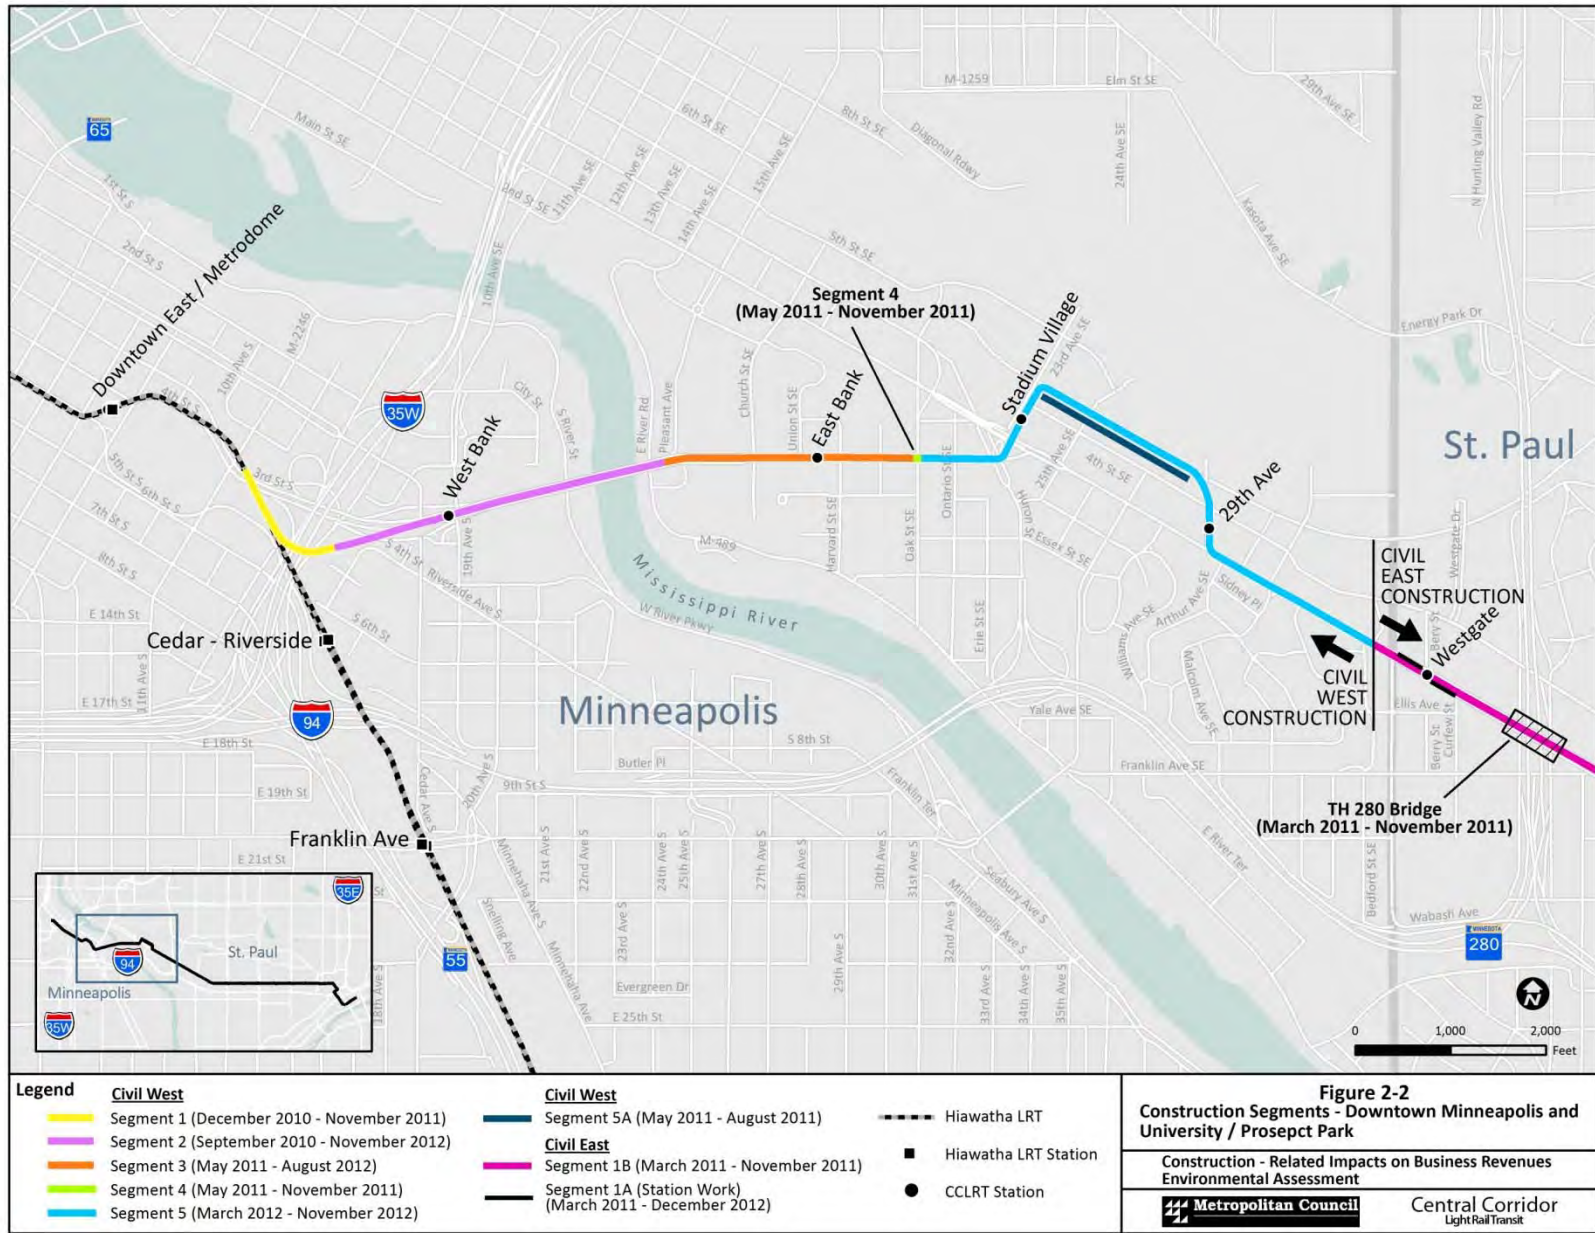 65
M-1259
Elm St SE
29th Ave SE
N Hunting Valley Rd
Main St SE
6th St SE
8th St SE
Diagonal Rdwy
24th Ave SE
15th Ave SE
14th Ave SE
13th Ave SE
12th Ave SE
11th Ave SE
2nd St SE
10th Ave SE
5th St SE
Kasota Ave SE
Energy Park Dr
1st St S
2nd St S
Downtown East / Metrodome
M-2246
10th Ave S
4th St S
35W
City St
S River St
E River Rd
Pleasant Ave
Church St SE
Union St SE
East Bank
Segment 4
(May 2011 - November 2011)
Stadium Village
23rd Ave SE
St. Paul
3rd St S
5th St S
6th St S
7th St S
8th St S
West Bank
19th Ave S
S 4th St
Riverside Ave S
M-489
Harvard St SE
Oak St SE
Ontario St SE
Huron St
25th Ave SE
4th St SE
Essex St SE
29th Ave
Westgate Dr
CIVIL
EAST
CONSTRUCTION
Mississippi River
W River Pkwy
Erie St SE
Williams Ave SE
Arthur Ave SE
Sidney Pl
Malcolm Ave SE
Bery St
Westgate
CIVIL
WEST
CONSTRUCTION
Ellis Ave
Berry St
Curfew St
E 14th St
S 6th St
Cedar - Riverside
11th Ave S
E 17th St
94
Minneapolis
Yale Ave SE
E 18th St
S 8th St
Butler Pl
Franklin Ave SE
E 19th St
9th St S
Cedar Ave S
20th Ave S
Franklin Ter
TH 280 Bridge
(March 2011 - November 2011)
Franklin Ave
E 21st St
Minnehaha Ave S
21st Ave S
22nd Ave S
24th Ave S
25th Ave S
27th Ave S
28th Ave S
30th Ave S
31st Ave S
Seabury Ave S
Minneapolis Ave S
E River Ter
Bedford St SE
Wabash Ave
280
Snelling Ave
Minnehaha Ave
55
23rd Ave S
29th Ave S
32nd Ave S
33rd Ave S
34th Ave S
35th Ave S
Evergreen Dr
E 25th St
18th Ave S
St
35E
94
St. Paul
Minneapolis
35W
N
0 1,000 2,000
Feet
Legend
Civil West
Segment 1 (December 2010 - November 2011)
Segment 2 (September 2010 - November 2012)
Segment 3 (May 2011 - August 2012)
Segment 4 (May 2011 - November 2011)
Segment 5 (March 2012 - November 2012)
Civil West
Segment 5A (May 2011 - August 2011)
Civil East
Segment 1B (March 2011 - November 2011)
Segment 1A (Station Work)
(March 2011 - December 2012)
Hiawatha LRT
Hiawatha LRT Station
CCLRT Station
Figure 2-2
Construction Segments - Downtown Minneapolis and
University / Prosepct Park
Construction - Related Impacts on Business Revenues
Environmental Assessment
Metropolitan Council
Central Corridor
Light Rail Transit